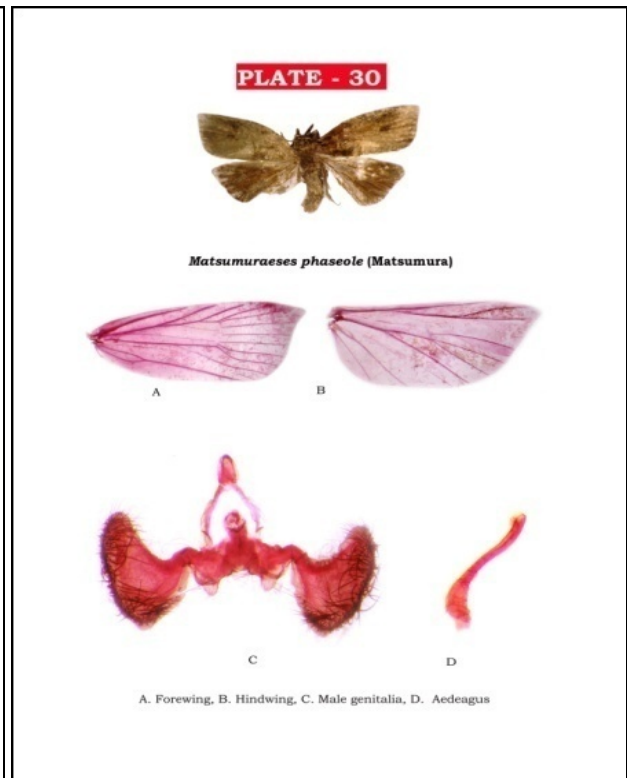 PLATE - 30
Matsumuraeses phaseole (Matsumura)
A
B
C
D
A. Forewing, B. Hindwing, C. Male genitalia, D. Aedeagus